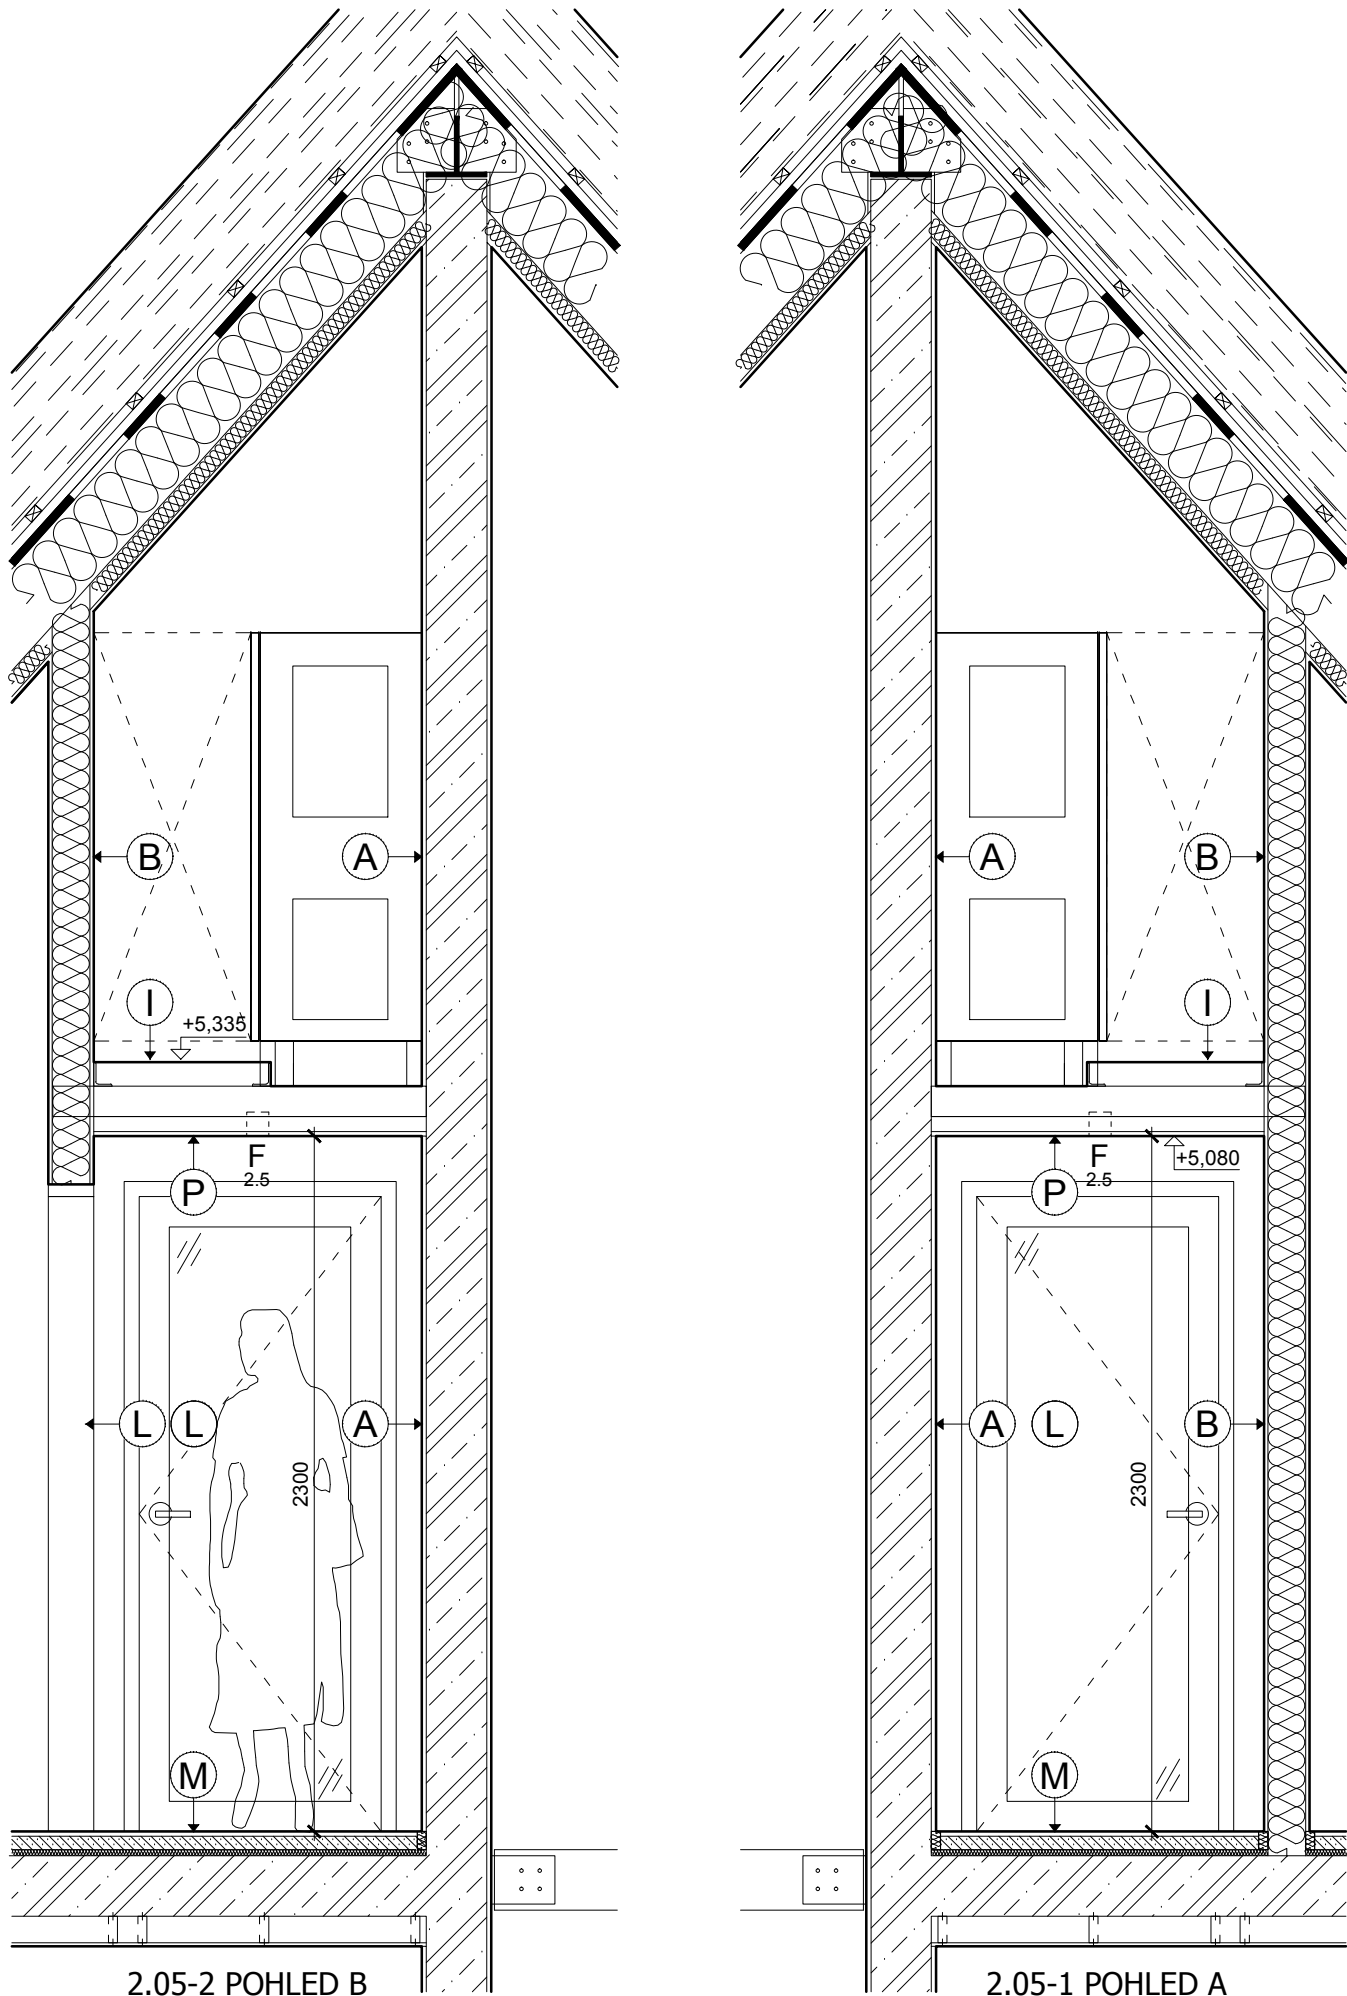 B A A B
I I
+5,335
F F
2.5 2.5
P P
+5,080
L L A A L B
2300 2300
M M
2.05-2 POHLED B
2.05-1 POHLED A